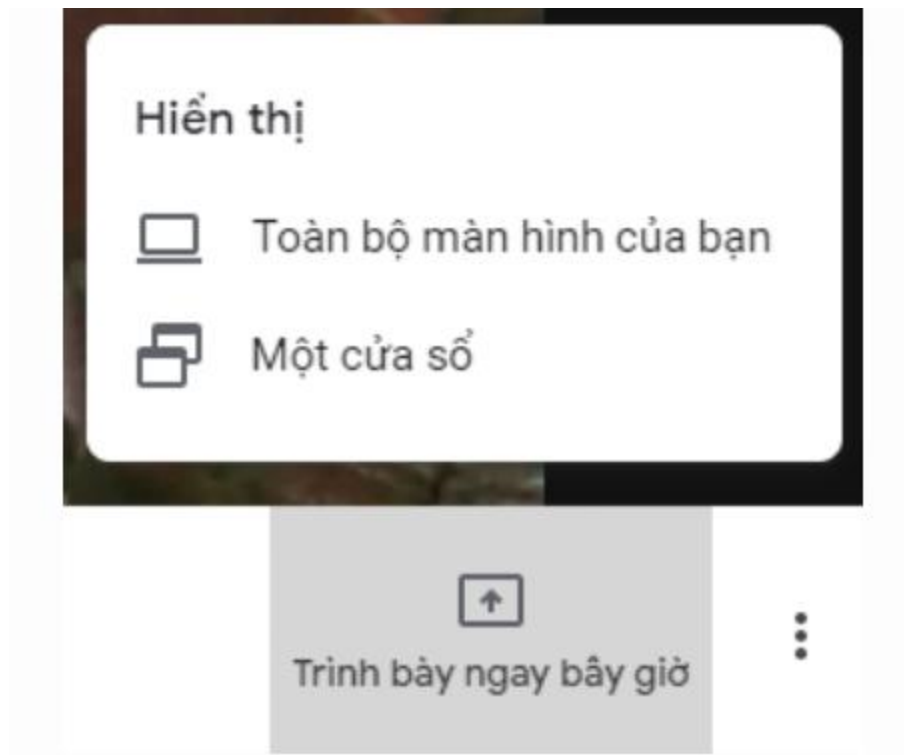 Hiển thị
Toàn bộ màn hình của bạn
Một cửa sổ
Trình bày ngay bây giờ